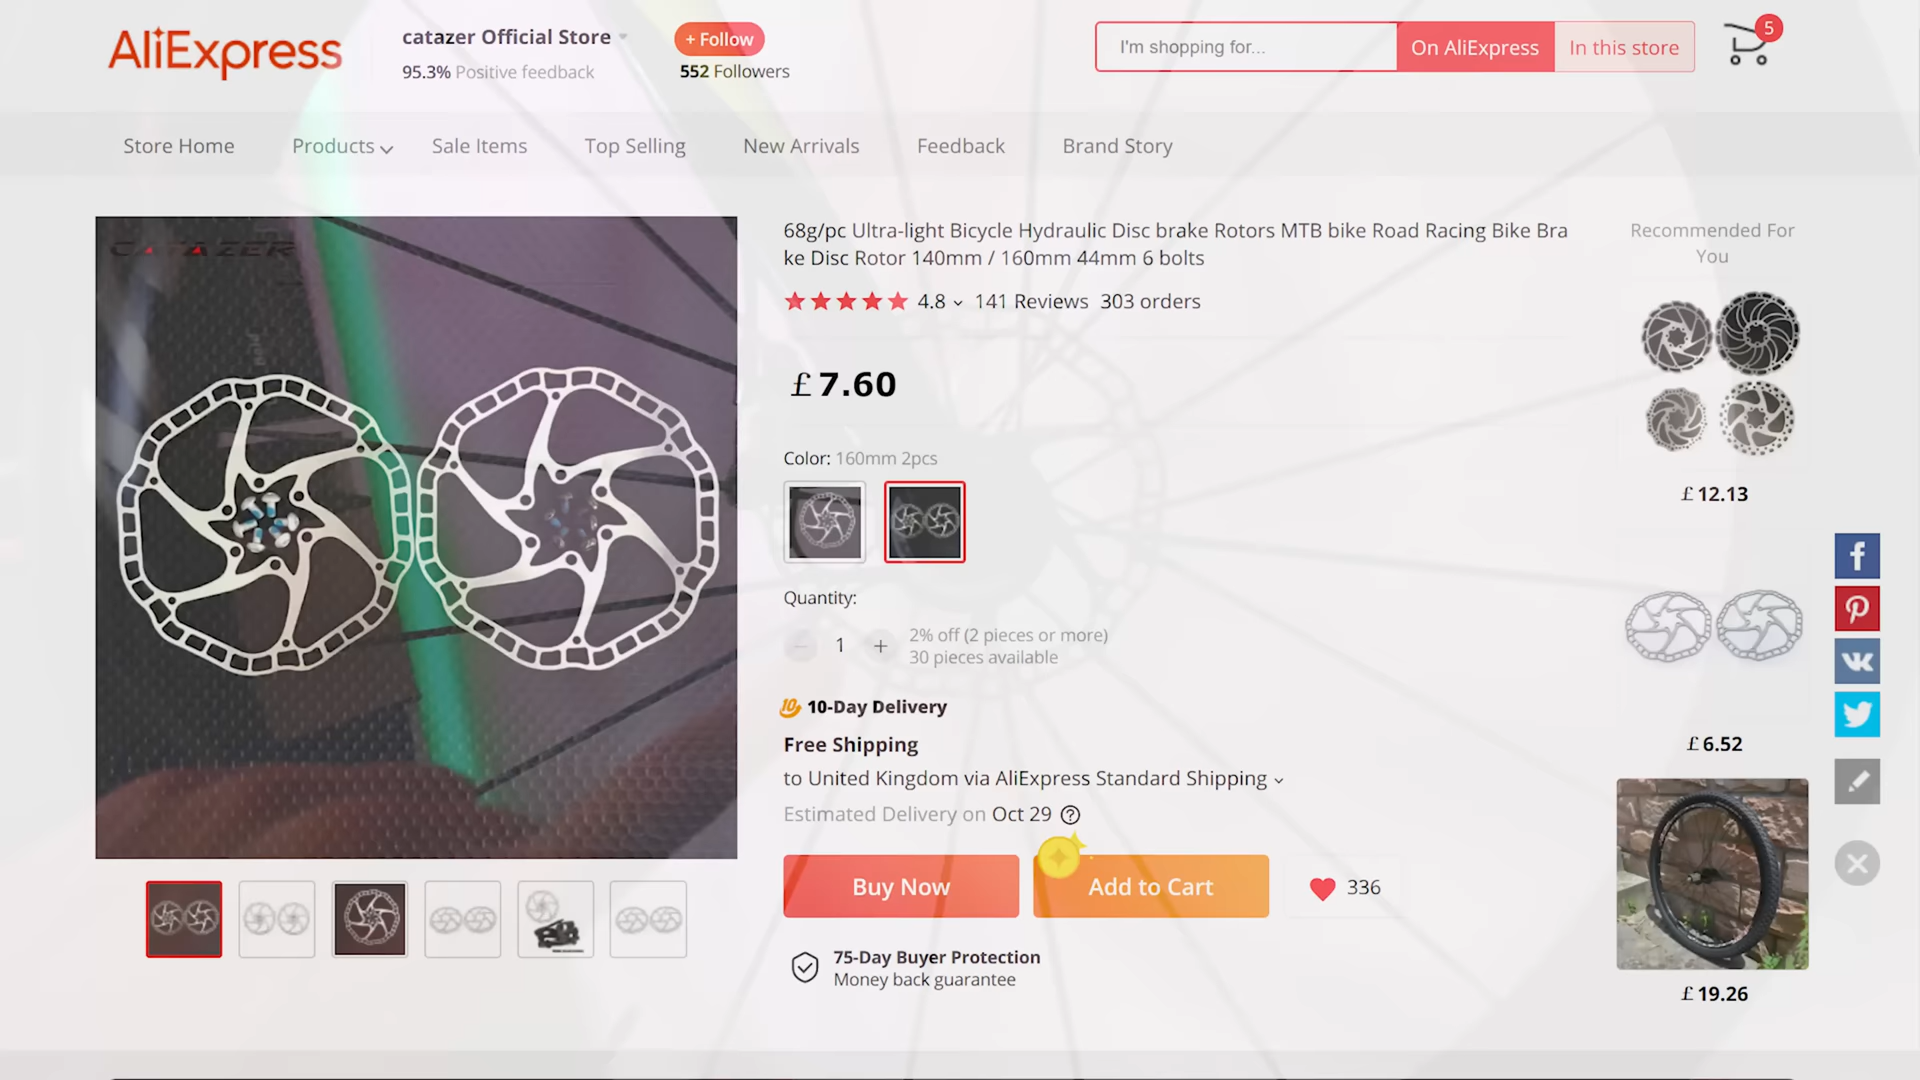 AliExpress
catazer Official Store
95.3% Positive feedback
+ Follow
552 Followers
I'm shopping for...
On AliExpress
In this store
5
Store Home
Products
Sale Items
Top Selling
New Arrivals
Feedback
Brand Story
CATAZER
68g/pc Ultra-light Bicycle Hydraulic Disc brake Rotors MTB bike Road Racing Bike Bra
ke Disc Rotor 140mm / 160mm 44mm 6 bolts
4.8
141 Reviews
303 orders
£7.60
Color: 160mm 2pcs
Quantity:
1
2% off (2 pieces or more)
30 pieces available
10-Day Delivery
Free Shipping
to United Kingdom via AliExpress Standard Shipping
Estimated Delivery on Oct 29
Buy Now
Add to Cart
336
75-Day Buyer Protection
Money back guarantee
Recommended For
You
£12.13
£6.52
£19.26